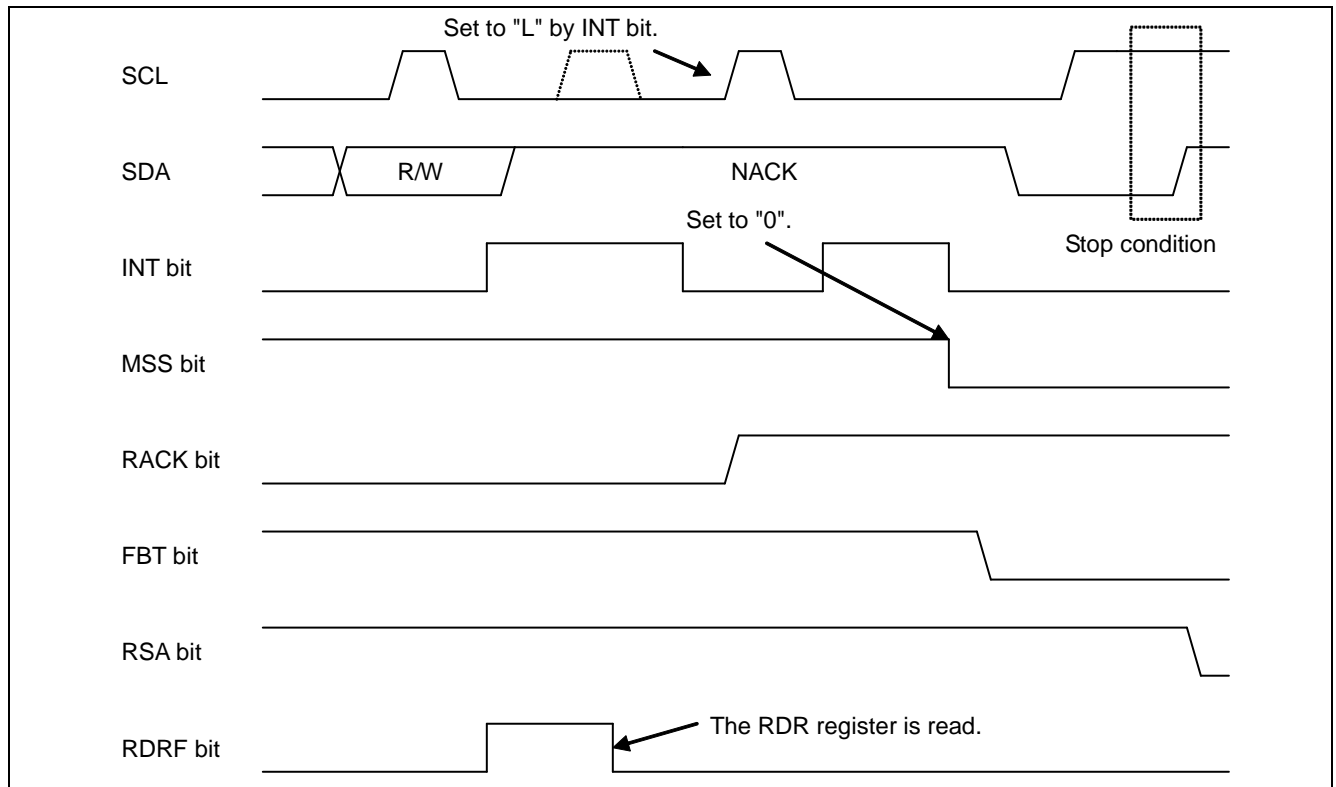 Set to "L" by INT bit.
SCL
SDA
R/W
NACK
Set to "0".
Stop condition
INT bit
MSS bit
RACK bit
FBT bit
RSA bit
The RDR register is read.
RDRF bit